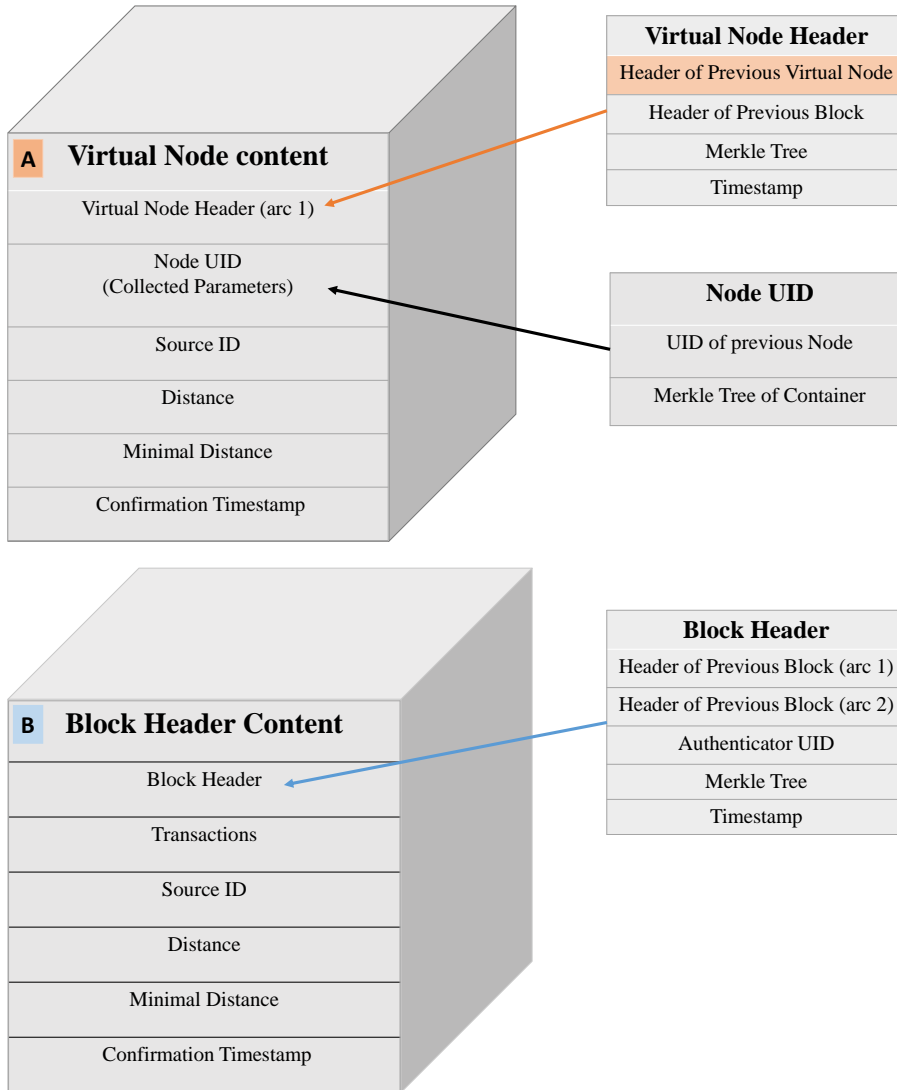 A
Virtual Node content
Virtual Node Header (arc 1)
Node UID
(Collected Parameters)
Source ID
Distance
Minimal Distance
Confirmation Timestamp
Virtual Node Header
Header of Previous Virtual Node
Header of Previous Block
Merkle Tree
Timestamp
Node UID
UID of previous Node
Merkle Tree of Container
B
Block Header Content
Block Header
Transactions
Source ID
Distance
Minimal Distance
Confirmation Timestamp
Block Header
Header of Previous Block (arc 1)
Header of Previous Block (arc 2)
Authenticator UID
Merkle Tree
Timestamp